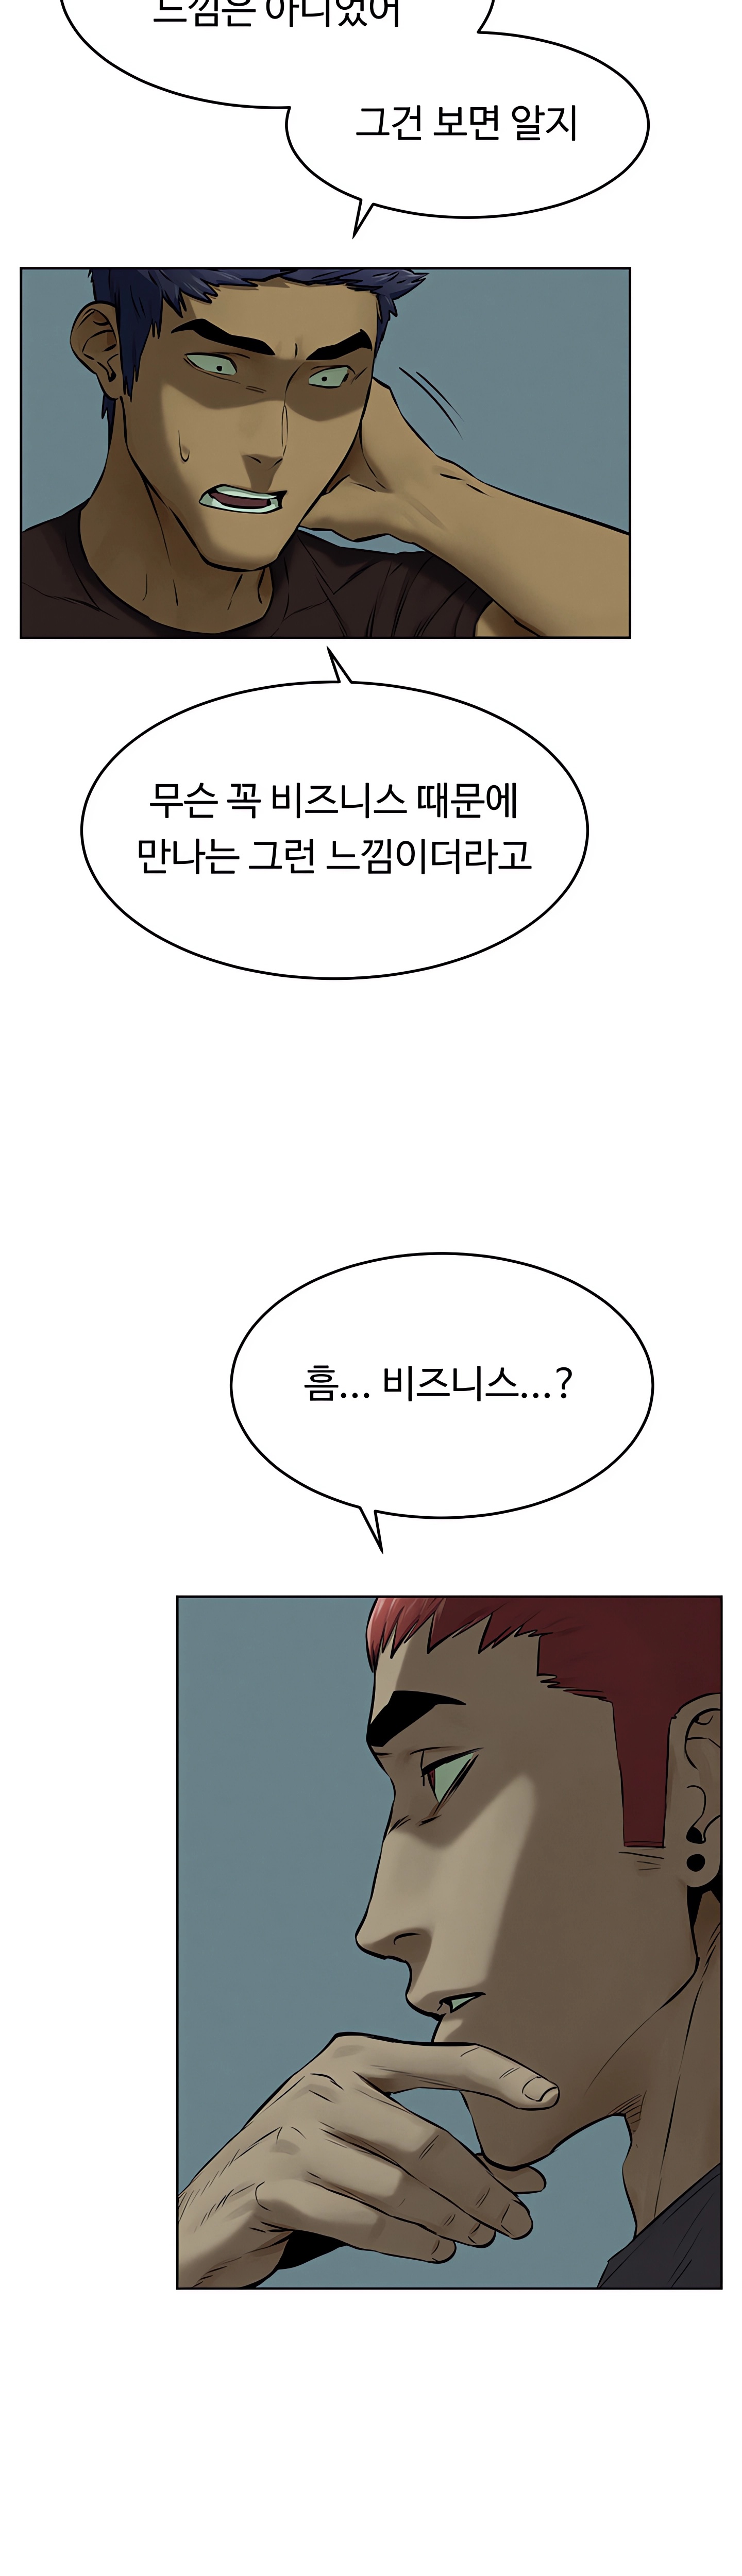 느낌은 아니었어
그건 보면 알지
무슨 꼭 비즈니스 때문에
만나는 그런 느낌이더라고
흠... 비즈니스...?